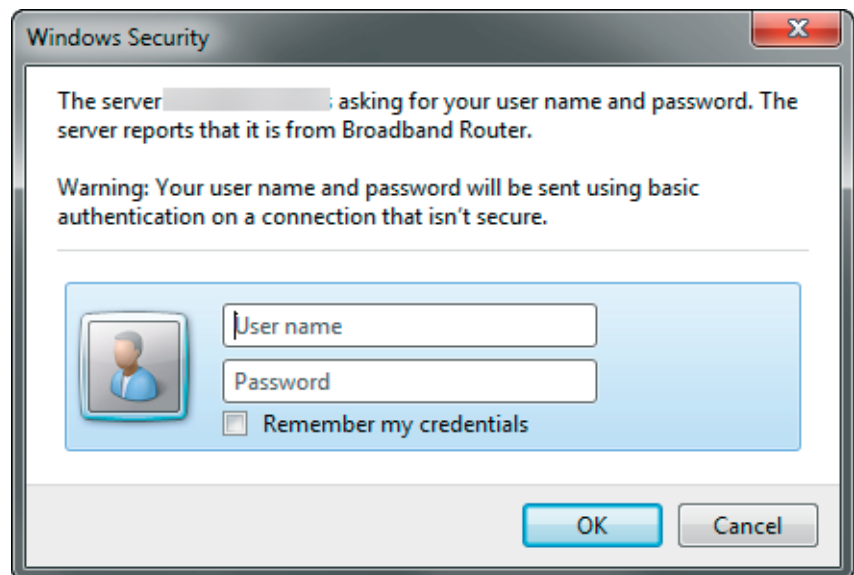 Windows Security
The server asking for your user name and password. The
server reports that it is from Broadband Router.
Warning: Your user name and password will be sent using basic
authentication on a connection that isn't secure.
User name
Password
Remember my credentials
OK Cancel